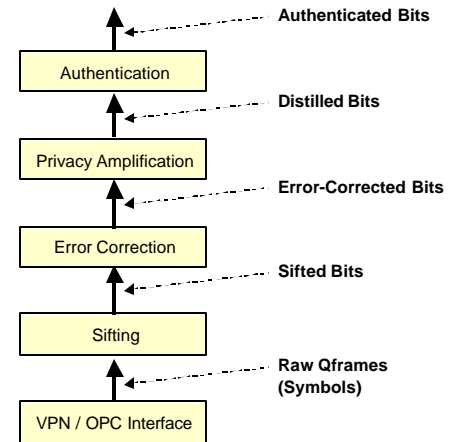 Authenticated Bits
Authentication
Distilled Bits
Privacy Amplification
Error-Corrected Bits
Error Correction
Sifted Bits
Sifting
Raw Qframes
(Symbols)
VPN / OPC Interface